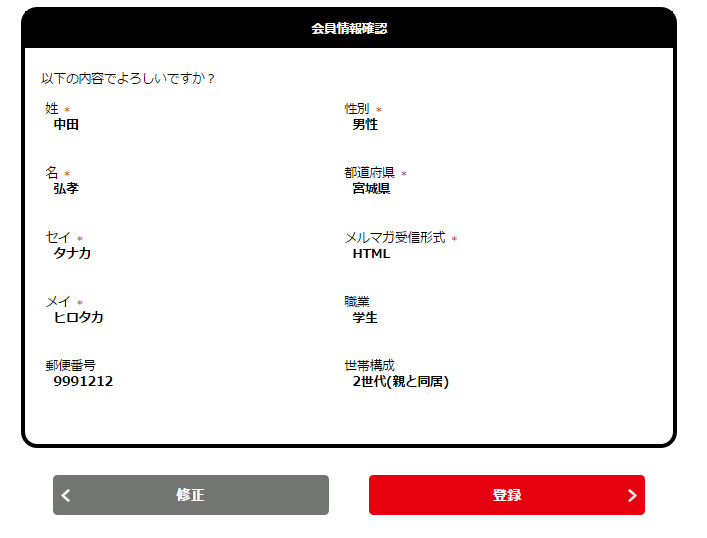 会員情報確認
以下の内容でよろしいですか？
姓 *
中田
性別 *
男性
名 *
弘孝
都道府県 *
宮城県
セイ *
タナカ
メルマガ受信形式 *
HTML
メイ *
ヒロタカ
職業
学生
郵便番号
9991212
世帯構成
2世代(親と同居)
修正
登録